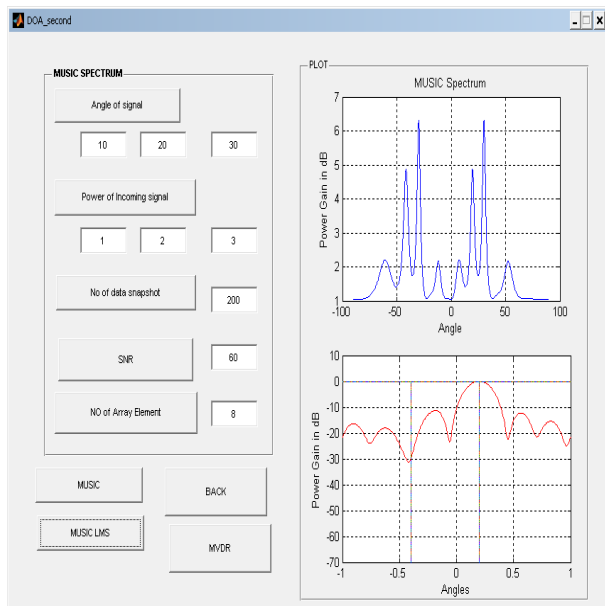 DOA_second
MUSIC SPECTRUM
Angle of signal
10 20 30
Power of Incoming signal
1 2 3
No of data snapshot
200
SNR
60
NO of Array Element
8
MUSIC
BACK
MUSIC LMS
MVDR
PLOT
MUSIC Spectrum
7
6
5
4
3
2
1
Power Gain in dB
-100 -50 0 50 100
Angle
10
0
-10
-20
-30
-40
-50
-60
-70
Power Gain in dB
-1 -0.5 0 0.5 1
Angles